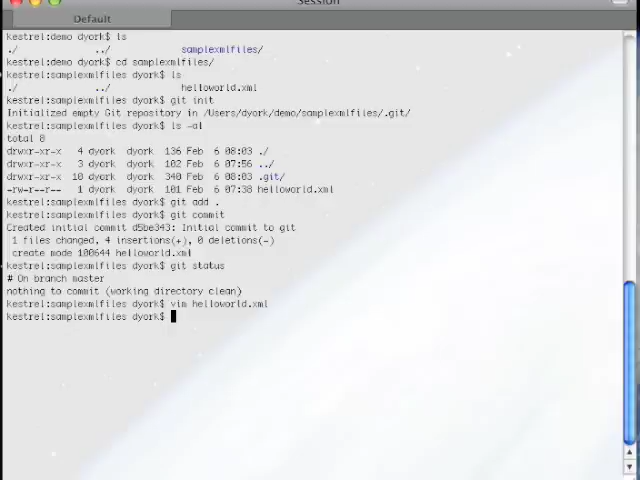 Session
Default
kestrel:demo dyork$ ls
./ ../ samplexmlfiles/
kestrel:demo dyork$ cd samplexmlfiles/
kestrel:samplexmlfiles dyork$ ls
./ ../ helloworld.xml
kestrel:samplexmlfiles dyork$ git init
Initialized empty Git repository in /Users/dyork/demo/samplexmlfiles/.git/
kestrel:samplexmlfiles dyork$ ls -al
total 8
drwxr-xr-x 4 dyork dyork 136 Feb 6 08:03 ./
drwxr-xr-x 3 dyork dyork 102 Feb 6 07:56 ../
drwxr-xr-x 10 dyork dyork 340 Feb 6 08:03 .git/
-rw-r--r-- 1 dyork dyork 101 Feb 6 07:38 helloworld.xml
kestrel:samplexmlfiles dyork$ git add .
kestrel:samplexmlfiles dyork$ git commit
Created initial commit d5be343: Initial commit to git
1 files changed, 4 insertions(+), 0 deletions(-)
create mode 100644 helloworld.xml
kestrel:samplexmlfiles dyork$ git status
# On branch master
nothing to commit (working directory clean)
kestrel:samplexmlfiles dyork$ vim helloworld.xml
kestrel:samplexmlfiles dyork$